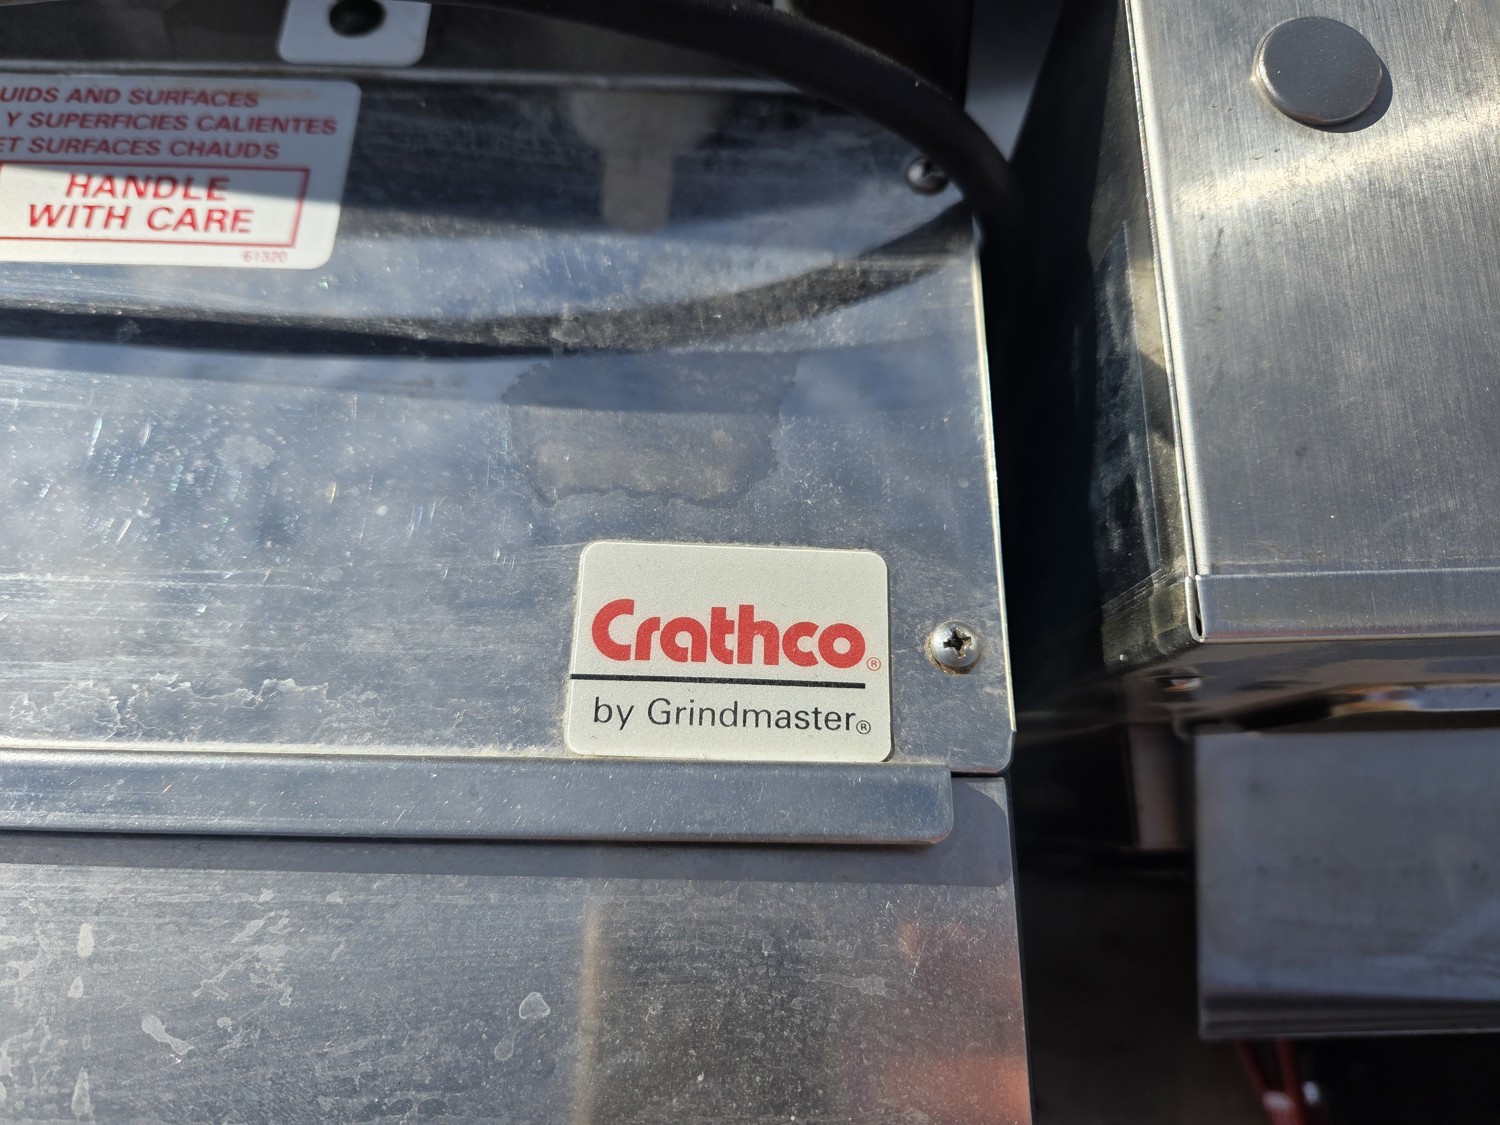 UIDS AND SURFACES
Y SUPERFICIES CALIENTES
ET SURFACES CHAUDS
HANDLE
WITH CARE
61320
Crathco®
by Grindmaster®